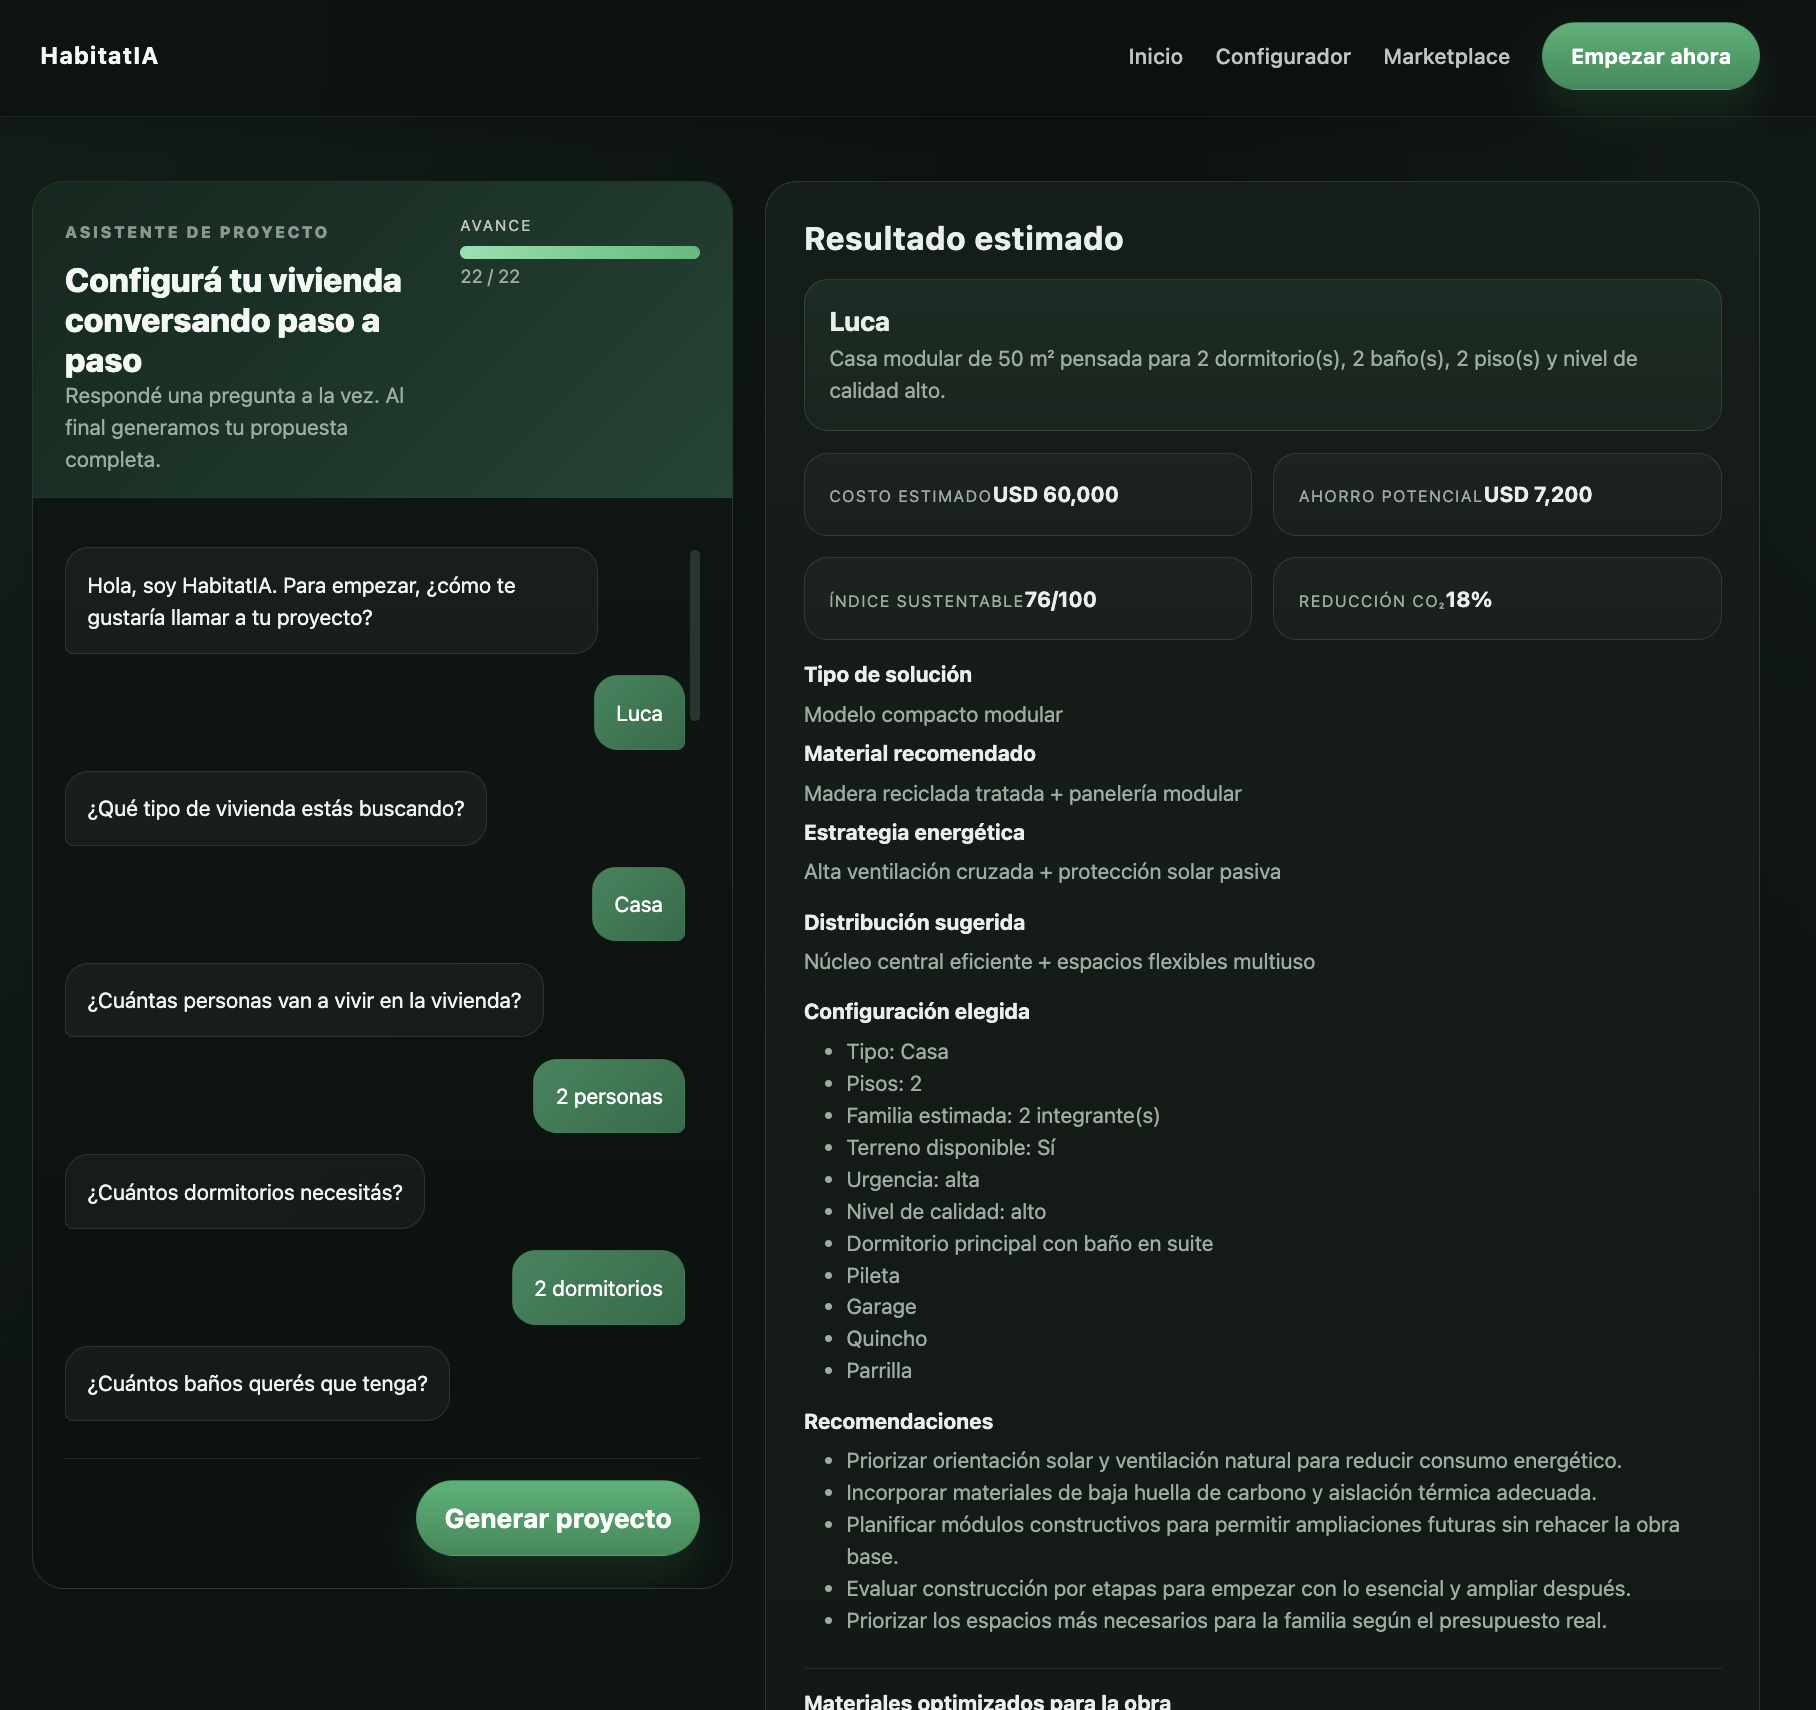 HabitatIA
Inicio Configurador Marketplace Empezar ahora
ASISTENTE DE PROYECTO
Configurá tu vivienda
conversando paso a
paso
Respondé una pregunta a la vez. Al
final generamos tu propuesta
completa.
AVANCE
22 / 22
Hola, soy HabitatIA. Para empezar, ¿cómo te
gustaría llamar a tu proyecto?
Luca
¿Qué tipo de vivienda estás buscando?
Casa
¿Cuántas personas van a vivir en la vivienda?
2 personas
¿Cuántos dormitorios necesitás?
2 dormitorios
¿Cuántos baños querés que tenga?
Generar proyecto
Resultado estimado
Luca
Casa modular de 50 m² pensada para 2 dormitorio(s), 2 baño(s), 2 piso(s) y nivel de
calidad alto.
COSTO ESTIMADOUSD 60,000
AHORRO POTENCIALUSD 7,200
ÍNDICE SUSTENTABLE76/100
REDUCCIÓN CO₂18%
Tipo de solución
Modelo compacto modular
Material recomendado
Madera reciclada tratada + panelería modular
Estrategia energética
Alta ventilación cruzada + protección solar pasiva
Distribución sugerida
Núcleo central eficiente + espacios flexibles multiuso
Configuración elegida
• Tipo: Casa
• Pisos: 2
• Familia estimada: 2 integrante(s)
• Terreno disponible: Sí
• Urgencia: alta
• Nivel de calidad: alto
• Dormitorio principal con baño en suite
• Pileta
• Garage
• Quincho
• Parrilla
Recomendaciones
• Priorizar orientación solar y ventilación natural para reducir consumo energético.
• Incorporar materiales de baja huella de carbono y aislación térmica adecuada.
• Planificar módulos constructivos para permitir ampliaciones futuras sin rehacer la obra
base.
• Evaluar construcción por etapas para empezar con lo esencial y ampliar después.
• Priorizar los espacios más necesarios para la familia según el presupuesto real.
Materiales optimizados para la obra